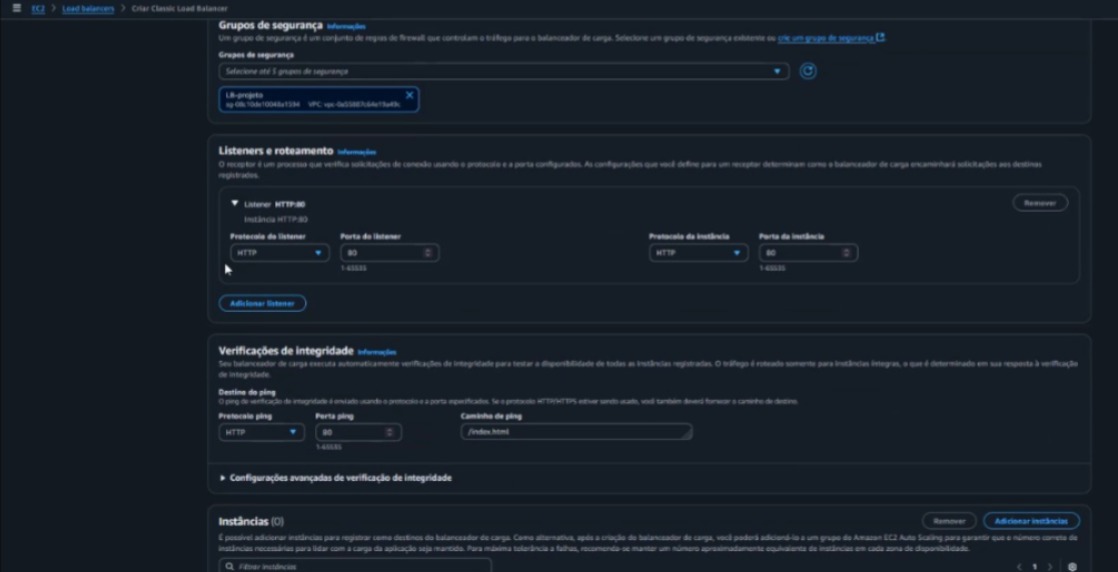 EC2 > Load balancers > Criar Classic Load Balancer
Grupos de segurança Informações
Um grupo de segurança é um conjunto de regras de firewall que controlam o tráfego para o balanceador de carga. Selecione um grupo de segurança existente ou crie um grupo de segurança
Grupos de segurança
Selecione até 5 grupos de segurança
LB-projeto
VPC:
Listeners e roteamento Informações
O receptor é um processo que verifica solicitações de conexão usando o protocolo e a porta configurados. As configurações que você define para um receptor determinam como o balanceador de carga encaminhará solicitações aos destinos
registrados.
Listener HTTP:80
Remover
Instância HTTP:80
Protocolo do listener Porta do listener Protocolo da instância Porta da instância
HTTP 80 HTTP 80
1-65535 1-65535
Adicionar listener
Verificações de integridade Informações
Seu balanceador de carga executa automaticamente verificações de integridade para testar a disponibilidade de todas as instâncias registradas. O tráfego é roteado somente para instâncias íntegras, o que é determinado em sua resposta à verificação
de integridade.
Destino do ping
O ping de verificação de integridade é enviado usando o protocolo e a porta especificados. Se o protocolo HTTP/HTTPS estiver sendo usado, você também deverá fornecer o caminho de destino.
Protocolo ping Porta ping Caminho de ping
HTTP 80 /index.html
1-65535
Configurações avançadas de verificação de integridade
Instâncias (0) Remover Adicionar instâncias
É possível adicionar instâncias para registrar como destinos do balanceador de carga. Como alternativa, após a criação do balanceador de carga, você poderá adicioná-lo a um grupo do Amazon EC2 Auto Scaling para garantir que o número correto de
instâncias necessárias para lidar com a carga da aplicação seja mantido. Para máxima tolerância a falhas, recomenda-se manter um número aproximadamente equivalente de instâncias em cada zona de disponibilidade.
Filtrar instâncias
1